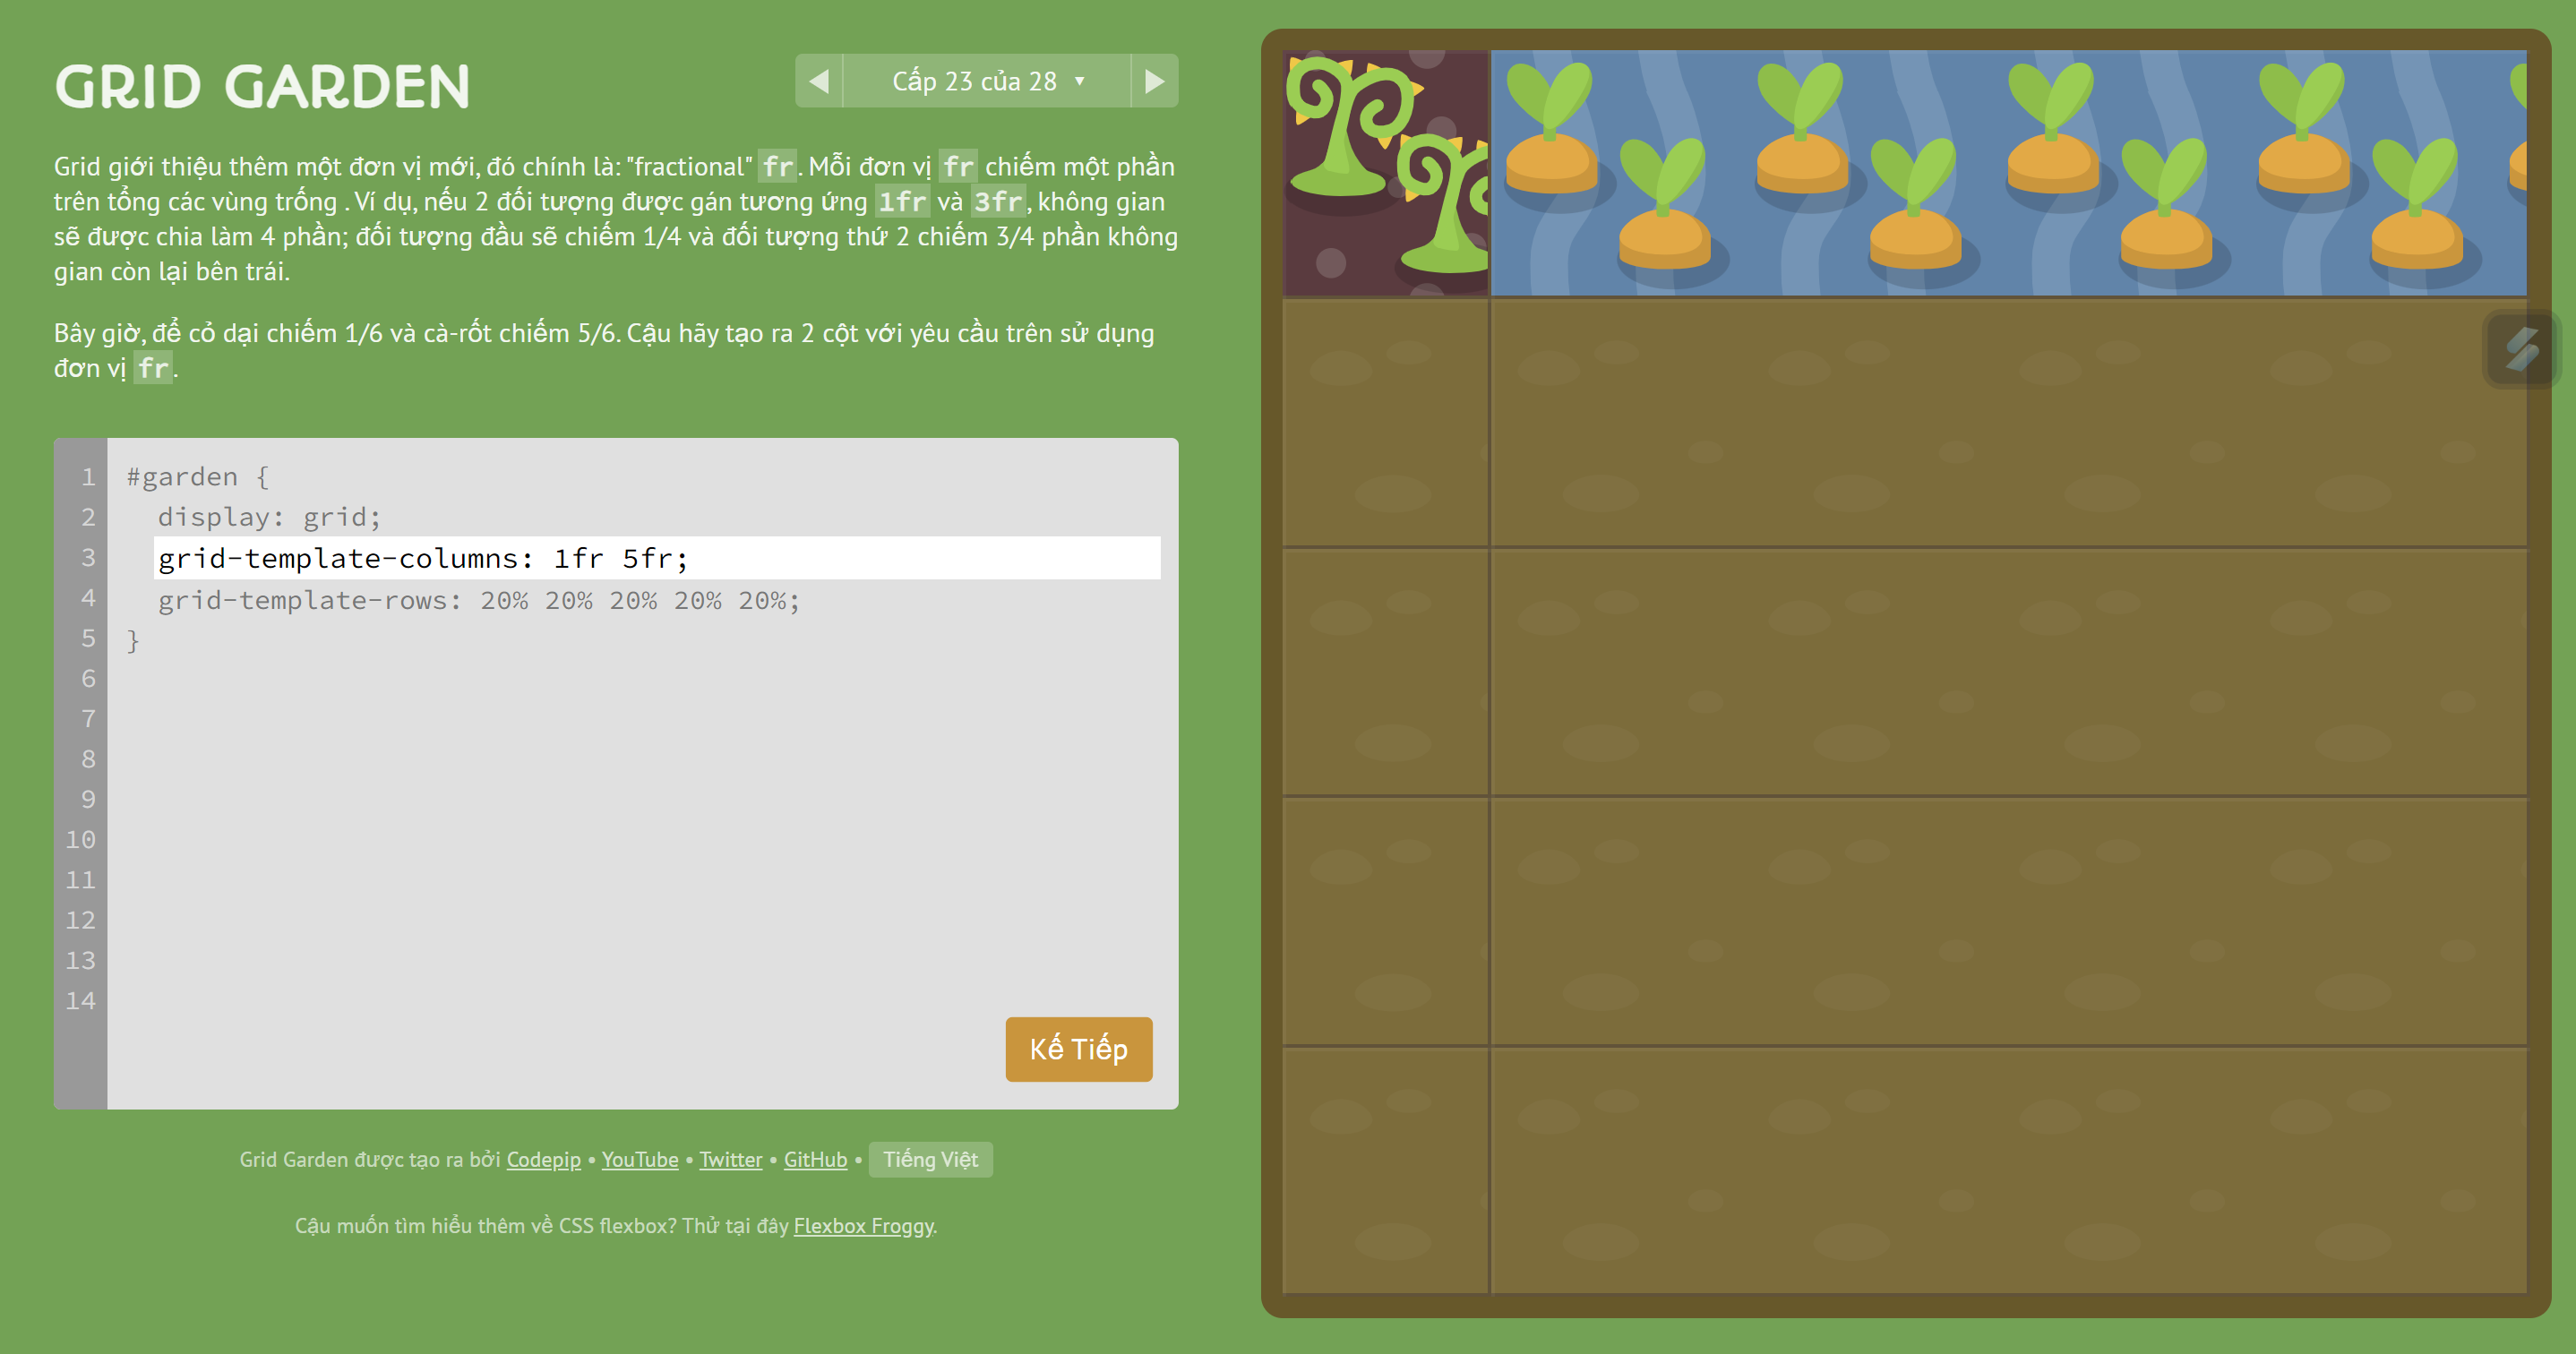 GRID GARDEN
Cấp 23 của 28 ▼
Grid giới thiệu thêm một đơn vị mới, đó chính là: "fractional" fr. Mỗi đơn vị fr chiếm một phần
trên tổng các vùng trống . Ví dụ, nếu 2 đối tượng được gán tương ứng 1fr và 3fr, không gian
sẽ được chia làm 4 phần; đối tượng đầu sẽ chiếm 1/4 và đối tượng thứ 2 chiếm 3/4 phần không
gian còn lại bên trái.
Bây giờ, để cỏ dại chiếm 1/6 và cà-rốt chiếm 5/6. Cậu hãy tạo ra 2 cột với yêu cầu trên sử dụng
đơn vị fr.
1 #garden {
2 display: grid;
3 grid-template-columns: 1fr 5fr;
4 grid-template-rows: 20% 20% 20% 20% 20%;
5 }
6
7
8
9
10
11
12
13
14
Kế Tiếp
Grid Garden được tạo ra bởi Codepip • YouTube • Twitter • GitHub • Tiếng Việt
Cậu muốn tìm hiểu thêm về CSS flexbox? Thử tại đây Flexbox Froggy.